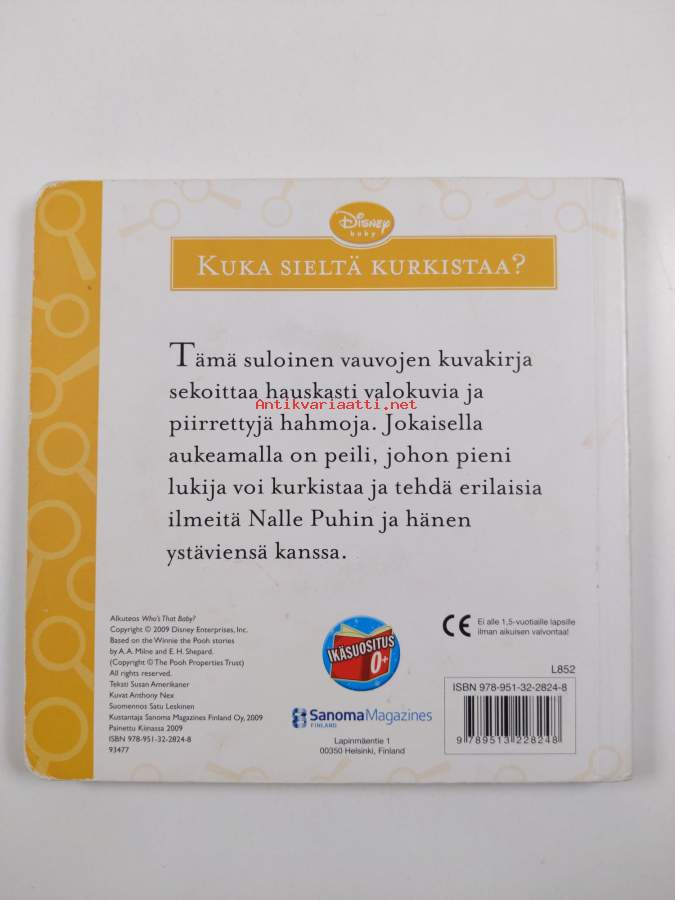 Disney
baby
KUKA SIELTÄ KURKISTAA?
Tämä suloinen vauvojen kuvakirja
sekoittaa hauskasti valokuvia ja
Antikvariaatti.net
piirrettyjä hahmoja. Jokaisella
aukeamalla on peili, johon pieni
lukija voi kurkistaa ja tehdä erilaisia
ilmeitä Nalle Puhin ja hänen
ystäviensä kanssa.
Alkuteos Who's That Baby?
Copyright © 2009 Disney Enterprises, Inc.
Based on the Winnie the Pooh stories
by A. A. Milne and E. H. Shepard.
(Copyright © The Pooh Properties Trust)
All rights reserved.
Teksti Susan Amerikaner
Kuvat Anthony Nex
Suomennos Satu Leskinen
Kustantaja Sanoma Magazines Finland Oy, 2009
Painettu Kiinassa 2009
ISBN 978-951-32-2824-8
93477
IKÄSUOSITUS
0+
SanomaMagazines
FINLAND
Lapinmäentie 1
00350 Helsinki, Finland
CE
Ei alle 1,5-vuotiaille lapsille
ilman aikuisen valvontaa!
L852
ISBN 978-951-32-2824-8
9 789513 228248